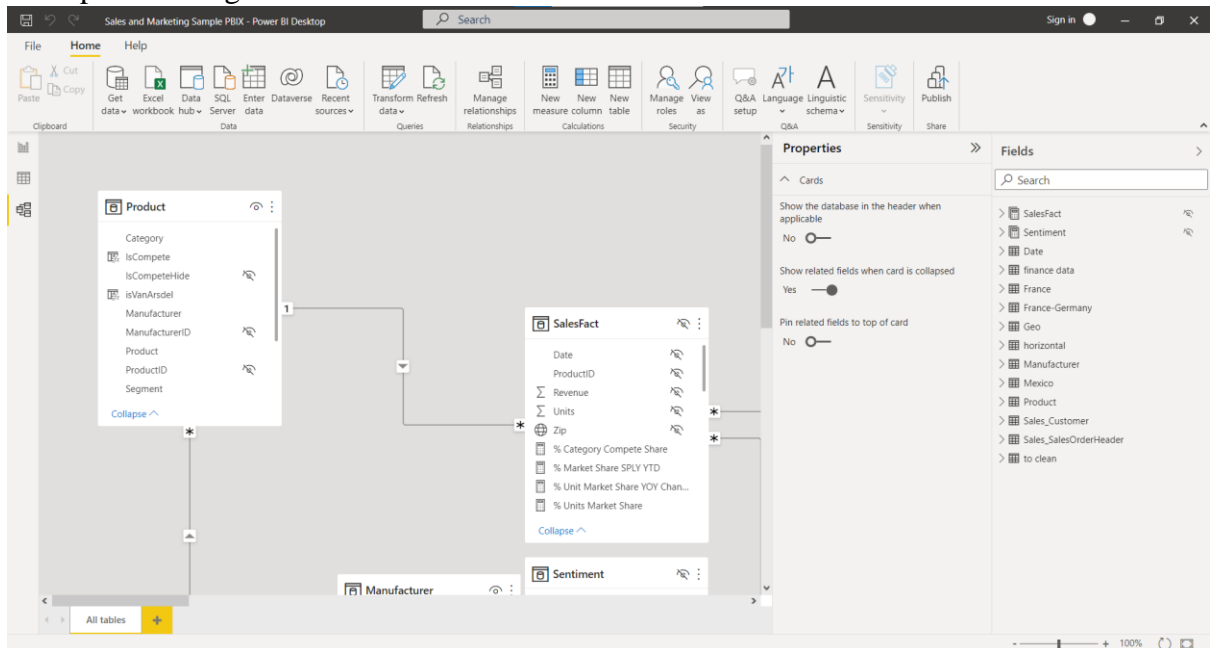 Sales and Marketing Sample PBIX - Power BI Desktop
Search
Sign in
File Home Help
Paste
Cut
Copy
Clipboard
Get data
Excel workbook
Data hub
SQL Server
Enter data
Dataverse
Recent sources
Data
Transform data
Refresh
Queries
Manage relationships
Relationships
New measure
New column
New table
Calculations
Manage roles
View as
Security
Q&A setup
Language
Linguistic schema
Q&A
Sensitivity
Sensitivity
Publish
Share
Product
Category
IsCompete
IsCompeteHide
isVanArsdel
Manufacturer
ManufacturerID
Product
ProductID
Segment
Collapse
1
*
*
SalesFact
Date
ProductID
Revenue
Units
Zip
% Category Compete Share
% Market Share SPLY YTD
% Unit Market Share YOY Chan...
% Units Market Share
Collapse
*
*
Manufacturer
Sentiment
Properties
Cards
Show the database in the header when
applicable
No
Show related fields when card is collapsed
Yes
Pin related fields to top of card
No
Fields
Search
SalesFact
Sentiment
Date
finance data
France
France-Germany
Geo
horizontal
Manufacturer
Mexico
Product
Sales_Customer
Sales_SalesOrderHeader
to clean
All tables
+
- + 100%